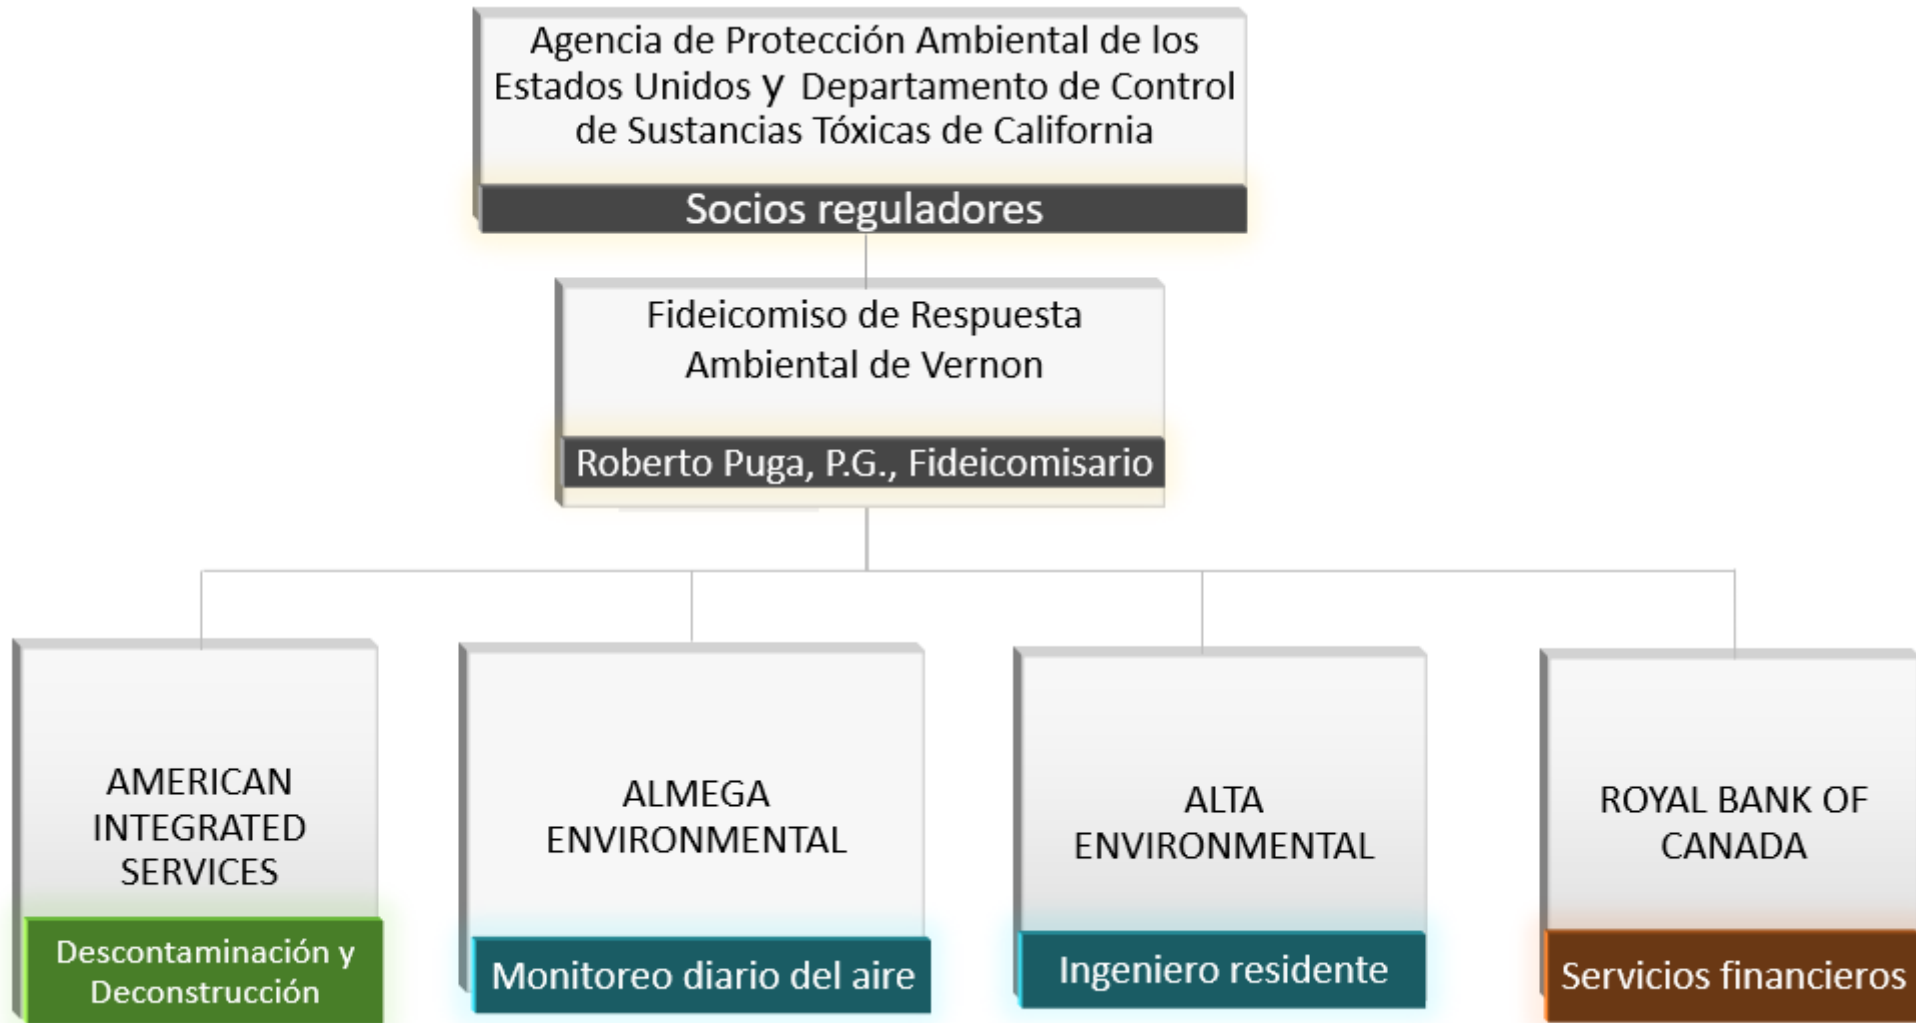 Agencia de Protección Ambiental de los
Estados Unidos y Departamento de Control
de Sustancias Tóxicas de California
Socios reguladores
Fideicomiso de Respuesta
Ambiental de Vernon
Roberto Puga, P.G., Fideicomisario
AMERICAN
INTEGRATED
SERVICES
Descontaminación y
Deconstrucción
ALMEGA
ENVIRONMENTAL
Monitoreo diario del aire
ALTA
ENVIRONMENTAL
Ingeniero residente
ROYAL BANK OF
CANADA
Servicios financieros